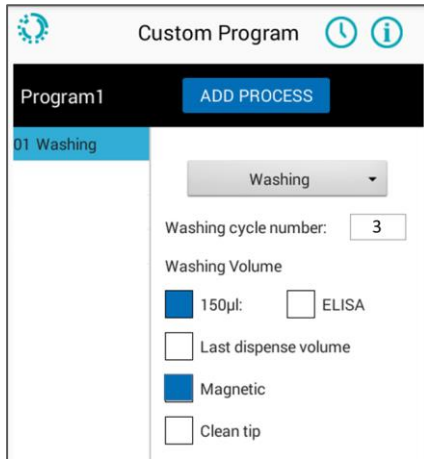 Custom Program
Program1 ADD PROCESS
01 Washing
Washing
Washing cycle number: 3
Washing Volume
150µl: ELISA
Last dispense volume
Magnetic
Clean tip